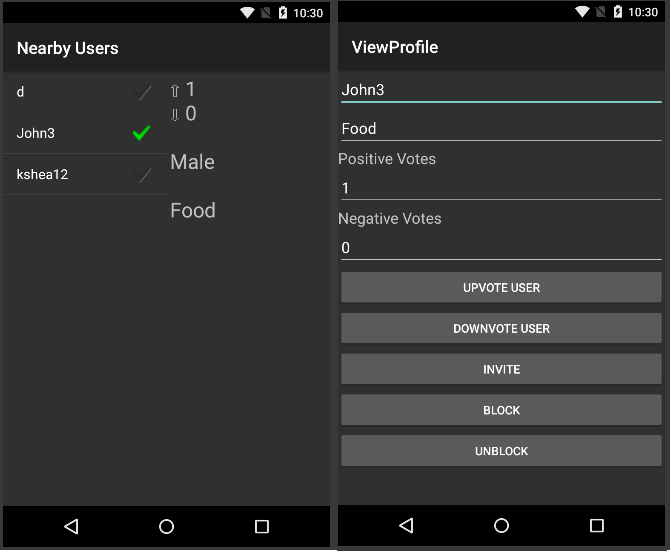 10:30
Nearby Users
d
John3
kshea12
⇧ 1
⇩ 0
Male
Food
10:30
ViewProfile
John3
Food
Positive Votes
1
Negative Votes
0
UPVOTE USER
DOWNVOTE USER
INVITE
BLOCK
UNBLOCK